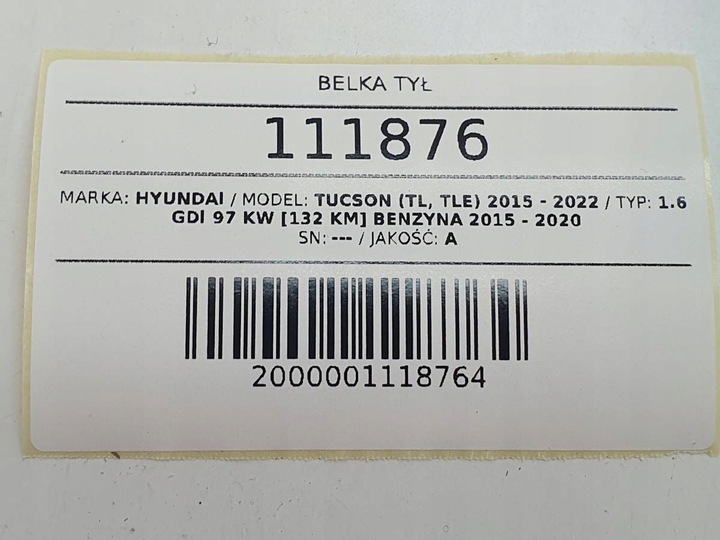 BELKA TYŁ
111876
MARKA: HYUNDAI / MODEL: TUCSON (TL, TLE) 2015 - 2022 / TYP: 1.6
GDI 97 KW [132 KM] BENZYNA 2015 - 2020
SN: --- / JAKOŚĆ: A
2000001118764